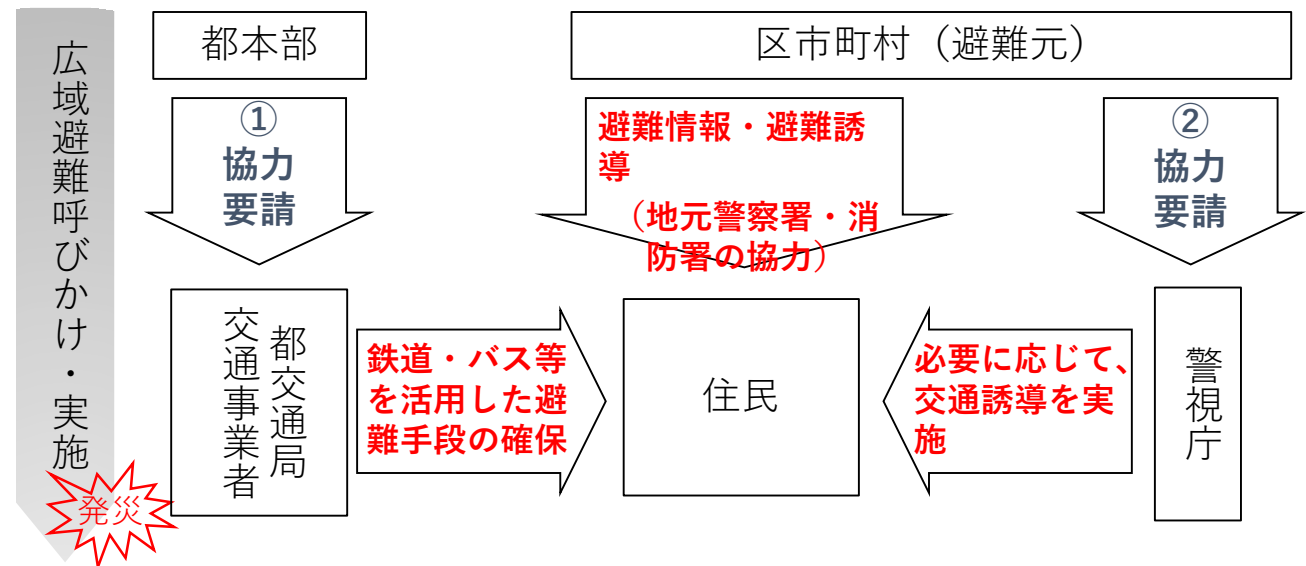 広域避難呼びかけ・実施
発災
都本部
区市町村（避難元）
①
協力
要請
避難情報・避難誘
導
（地元警察署・消
防署の協力）
②
協力
要請
都交通局
交通事業者
鉄道・バス等
を活用した避
難手段の確保
住民
必要に応じて、
交通誘導を実
施
警視庁